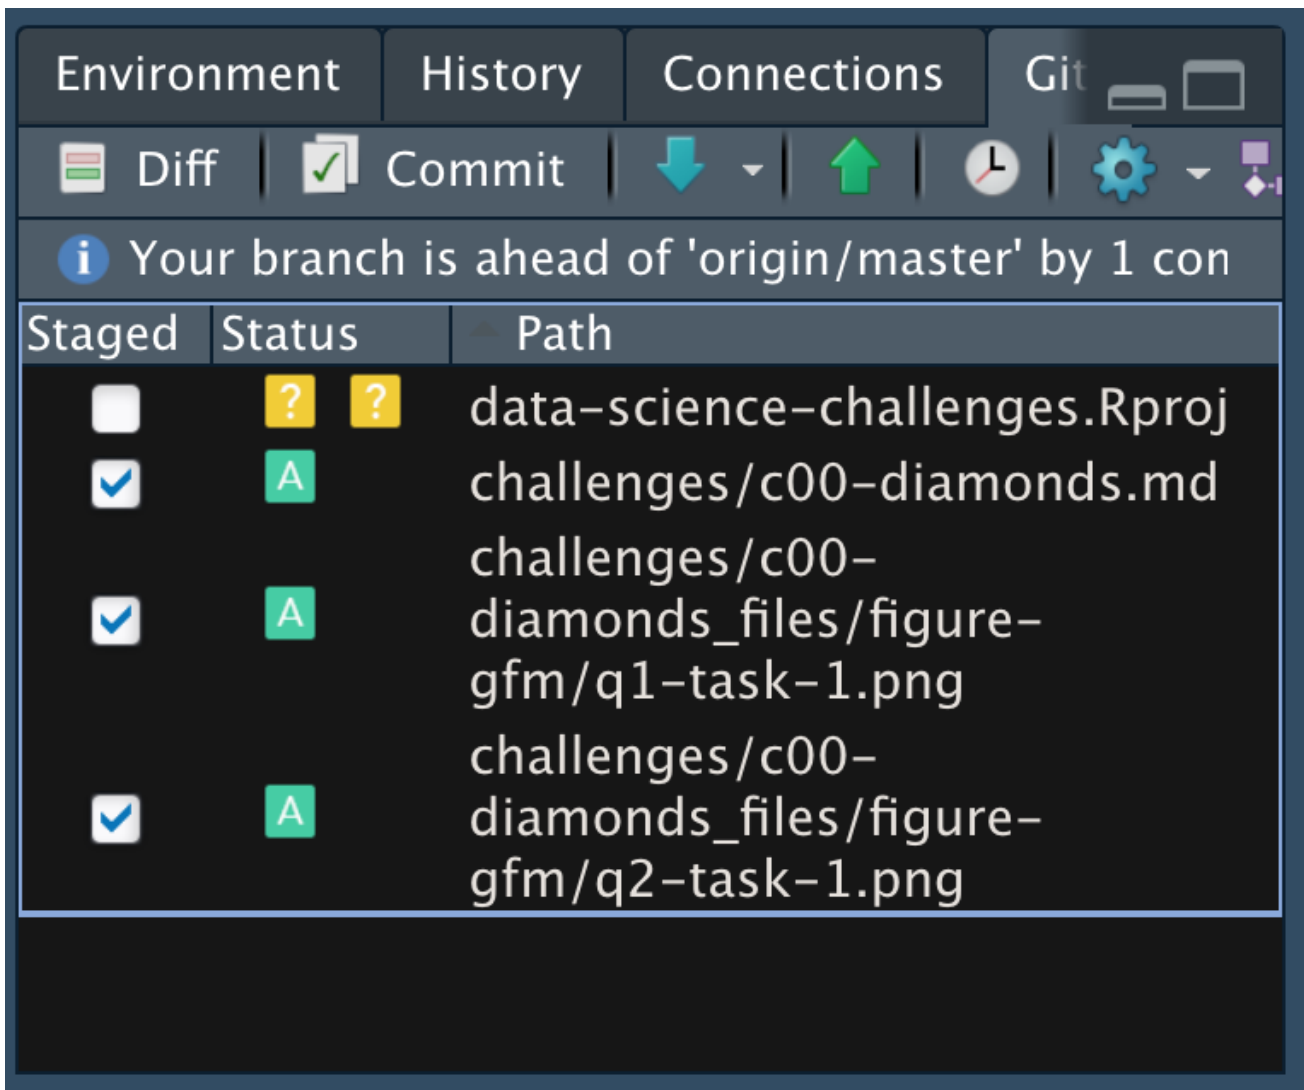 Environment History Connections Git
Diff Commit
Your branch is ahead of 'origin/master' by 1
Staged Status Path
? ? data-science-challenges.Rproj
A challenges/c00-diamonds.md
challenges/c00-
A diamonds_files/figure-
gfm/q1-task-1.png
challenges/c00-
A diamonds_files/figure-
gfm/q2-task-1.png